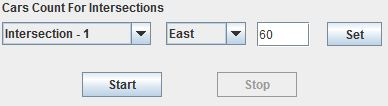 Cars Count For Intersections
Intersection - 1 East 60 Set
Start Stop